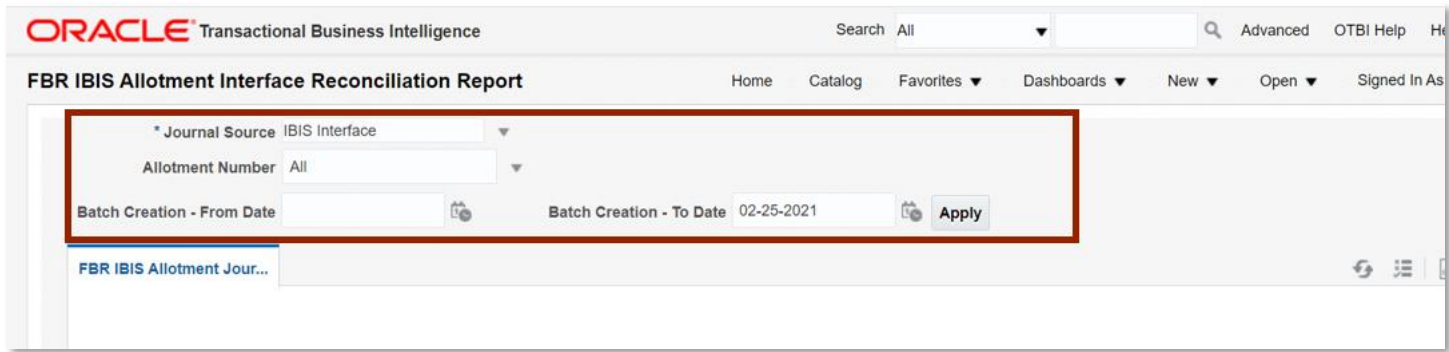 ORACLE Transactional Business Intelligence Search All Advanced OTBI Help
FBR IBIS Allotment Interface Reconciliation Report Home Catalog Favorites Dashboards New Open Signed In As
* Journal Source IBIS Interface
Allotment Number All
Batch Creation - From Date Batch Creation - To Date 02-25-2021 Apply
FBR IBIS Allotment Jour...